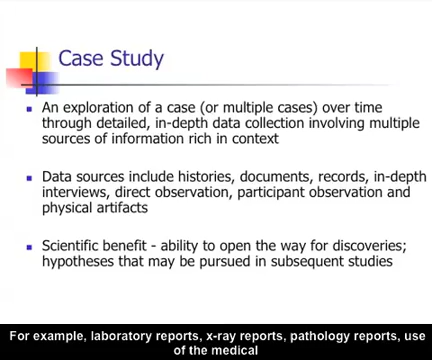 Case Study
An exploration of a case (or multiple cases) over time
through detailed, in-depth data collection involving multiple
sources of information rich in context
Data sources include histories, documents, records, in-depth
interviews, direct observation, participant observation and
physical artifacts
Scientific benefit - ability to open the way for discoveries;
hypotheses that may be pursued in subsequent studies
For example, laboratory reports, x-ray reports, pathology reports, use
of the medical